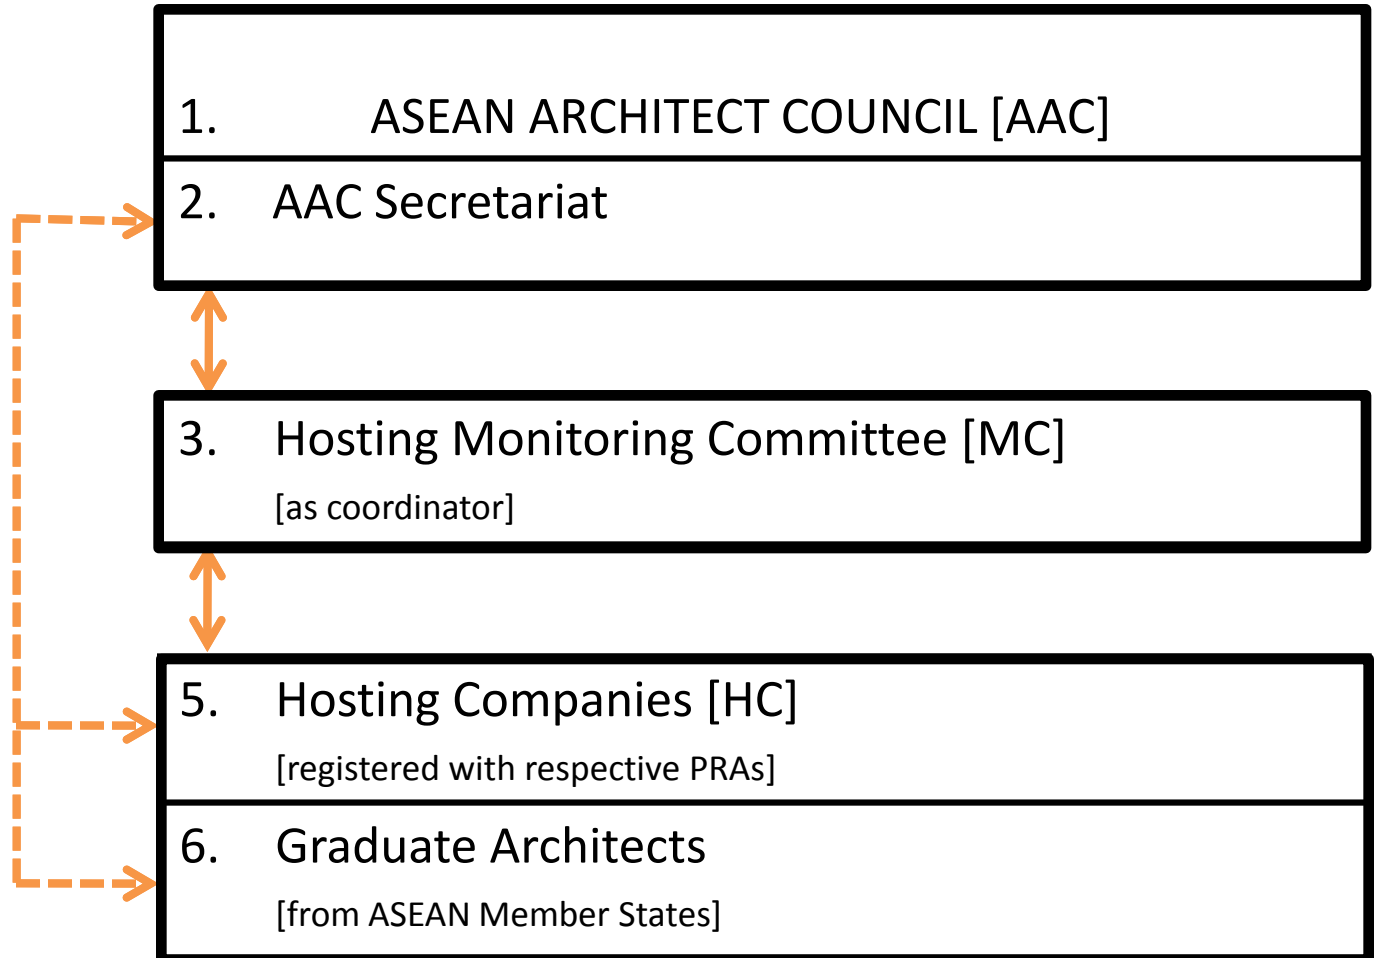 1. ASEAN ARCHITECT COUNCIL [AAC]
2. AAC Secretariat
3. Hosting Monitoring Committee [MC]
[as coordinator]
5. Hosting Companies [HC]
[registered with respective PRAs]
6. Graduate Architects
[from ASEAN Member States]